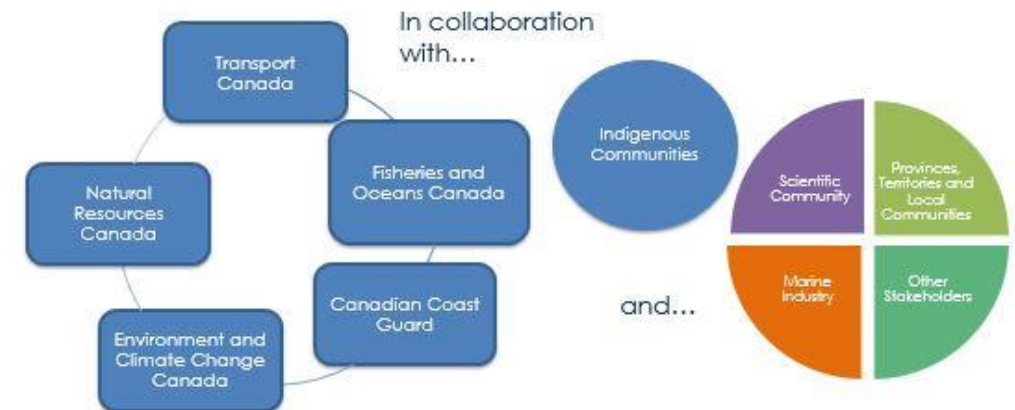 Transport
Canada
Fisheries and
Oceans Canada
Canadian Coast
Guard
Environment and
Climate Change
Canada
Natural
Resources
Canada
In collaboration
with...
Indigenous
Communities
and...
Scientific
Community
Provinces,
Territories and
Local
Communities
Marine
Industry
Other
Stakeholders